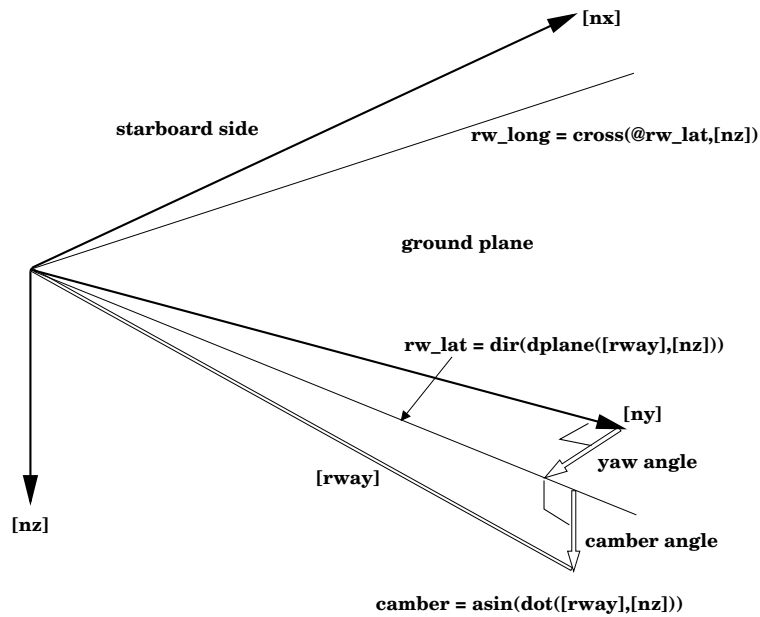 [nx]
starboard side
rw_long = cross(@rw_lat,[nz])
ground plane
rw_lat = dir(dplane([rway],[nz]))
[ny]
yaw angle
[rway]
[nz]
camber angle
camber = asin(dot([rway],[nz]))